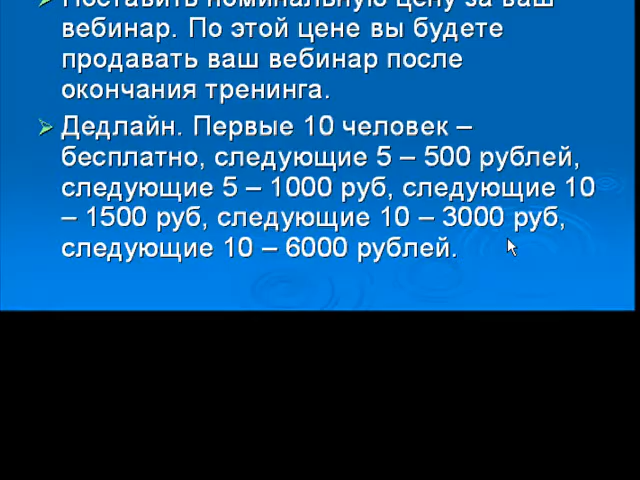 Поставить номинальную цену за ваш
вебинар. По этой цене вы будете
продавать ваш вебинар после
окончания тренинга.
Дедлайн. Первые 10 человек –
бесплатно, следующие 5 – 500 рублей,
следующие 5 – 1000 руб, следующие 10
– 1500 руб, следующие 10 – 3000 руб,
следующие 10 – 6000 рублей.